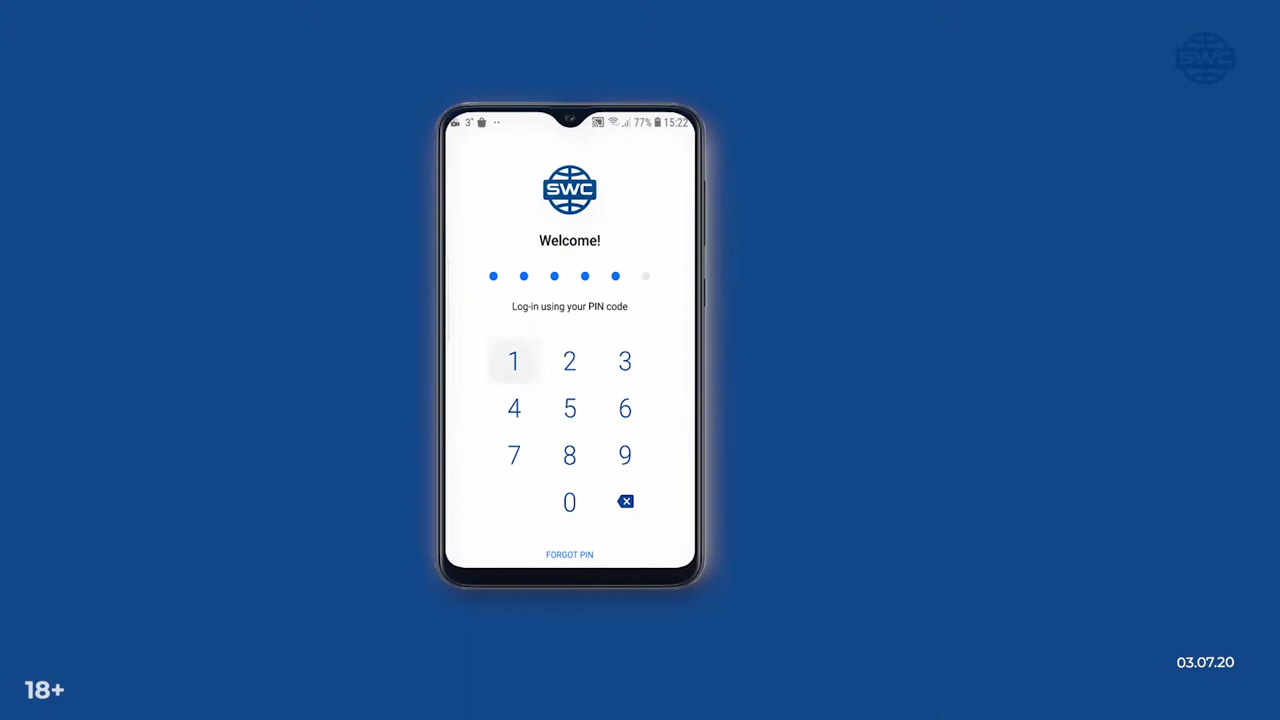 SWC
3°
77% 15:22
SWC
Welcome!
Log-in using your PIN code
1 2 3
4 5 6
7 8 9
0
FORGOT PIN
03.07.20
18+